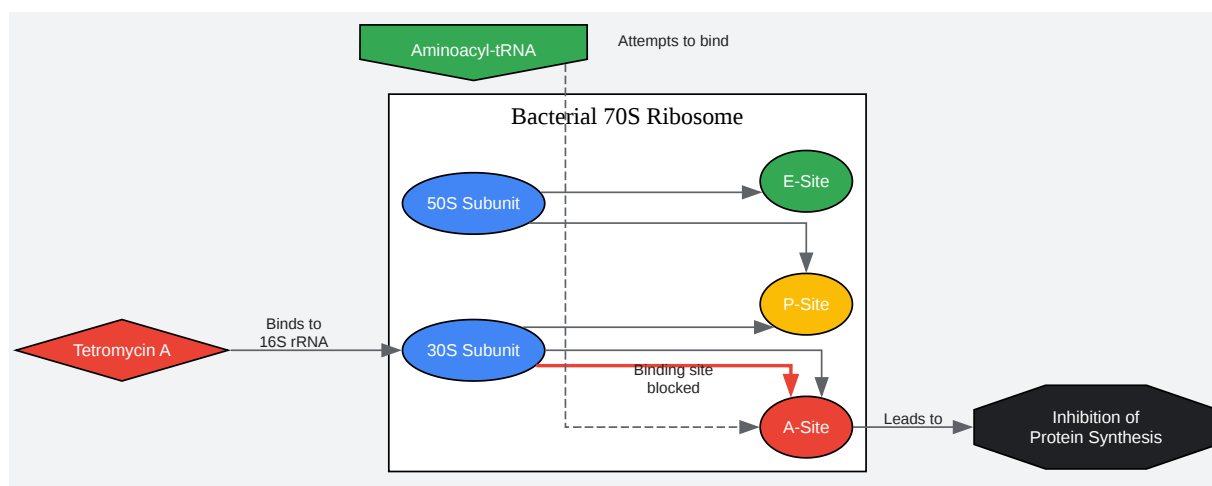 Aminoacyl-tRNA
Attempts to bind
Bacterial 70S Ribosome
E-Site
50S Subunit
P-Site
Tetromycin A
Binds to
16S rRNA
30S Subunit
Binding site
blocked
A-Site
Leads to
Inhibition of
Protein Synthesis